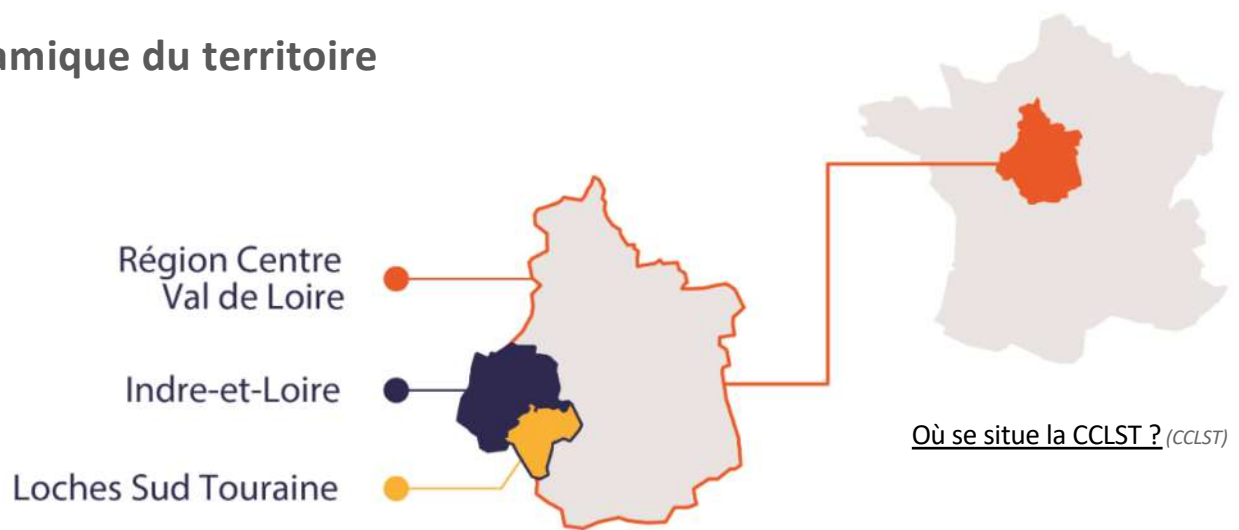 amique du territoire
Région Centre
Val de Loire
Indre-et-Loire
Loches Sud Touraine
Où se situe la CCLST ? (CCLST)